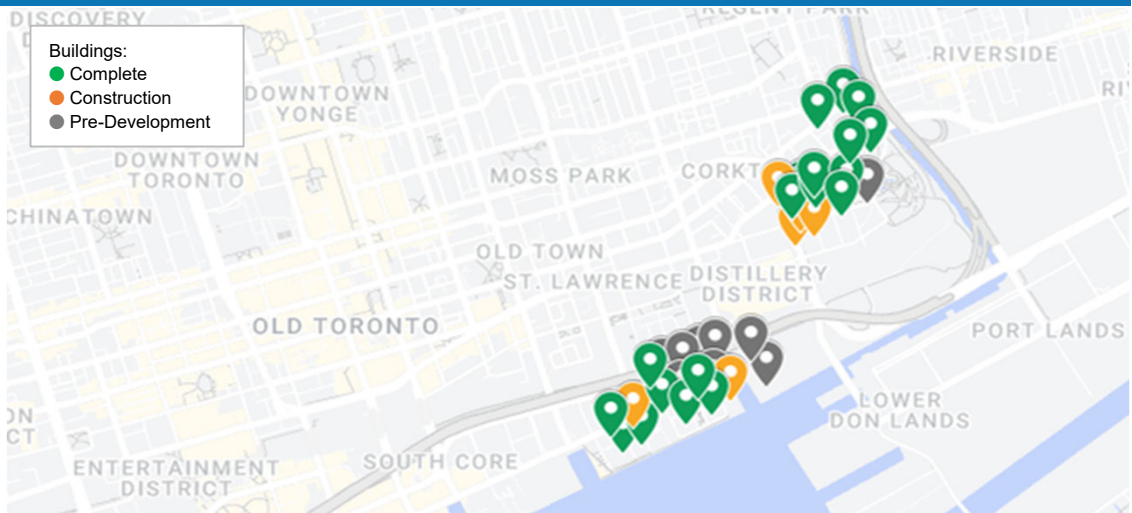 DISCOVERY
REGENT PARK
Buildings:
Complete
Construction
Pre-Development
RIVERSIDE
DOWNTOWN
YONGE
DOWNTOWN
TORONTO
MOSS PARK
CHINATOWN
OLD TOWN
ST. LAWRENCE
DISTILLERY
DISTRICT
OLD TORONTO
PORT LANDS
LOWER
DON LANDS
SOUTH CORE
ENTERTAINMENT
DISTRICT